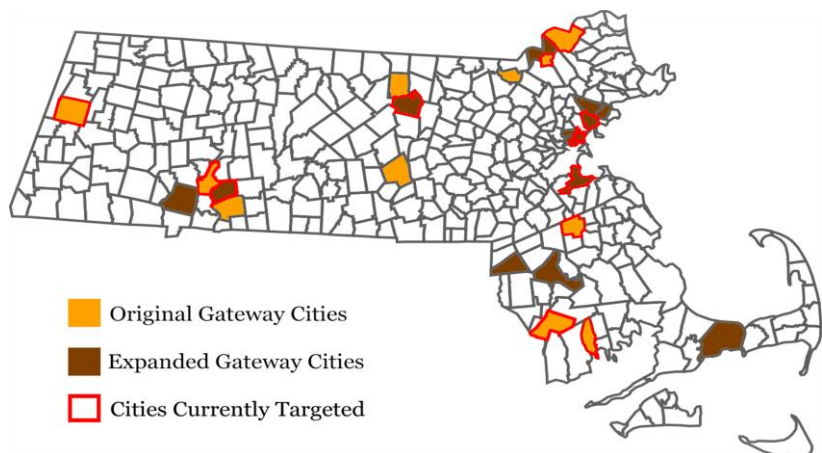 Original Gateway Cities
Expanded Gateway Cities
Cities Currently Targeted